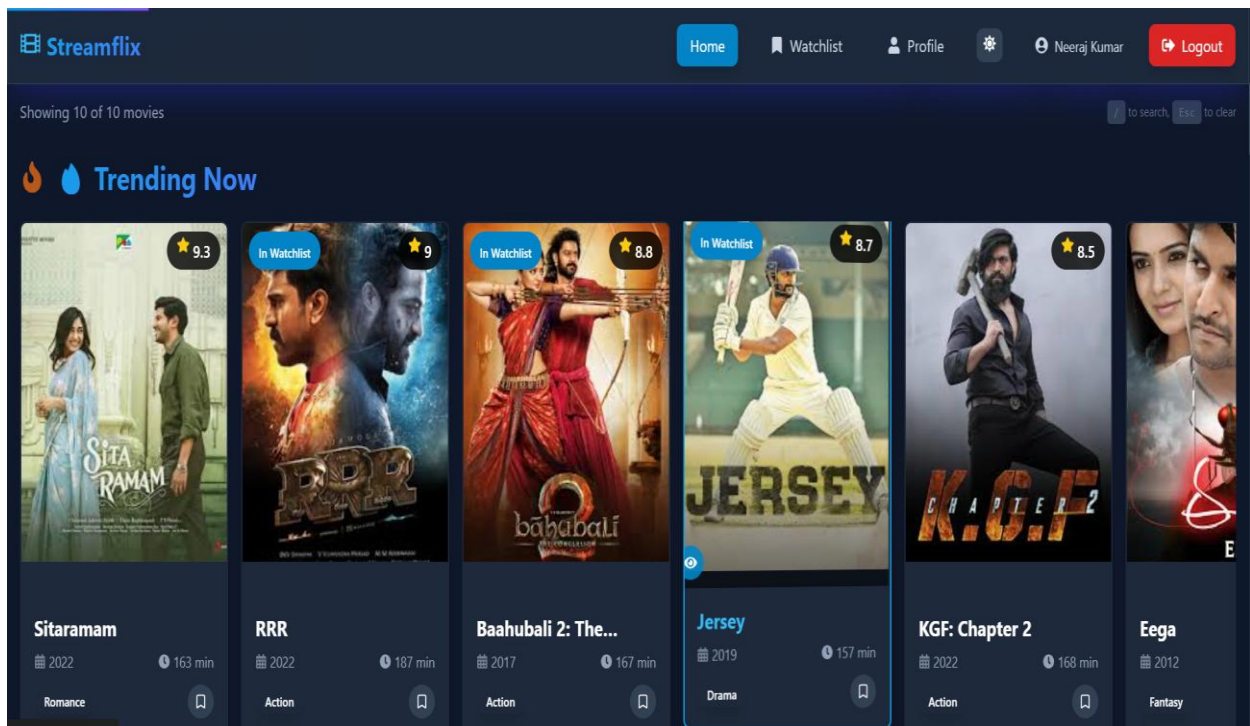 Streamflix
Home
Watchlist
Profile
Neeraj Kumar
Logout
Showing 10 of 10 movies
/ to search, Esc to clear
Trending Now
9.3
SITA
RAMAM
Sitaramam
2022
163 min
Romance
In Watchlist
9
RRR
RRR
2022
187 min
Action
In Watchlist
8.8
2
bāhubali
THE CONCLUSION
Baahubali 2: The...
2017
167 min
Action
In Watchlist
8.7
JERSEY
Jersey
2019
157 min
Drama
8.5
K.G.F
CHAPTER 2
KGF: Chapter 2
2022
168 min
Action
E
Eega
2012
Fantasy